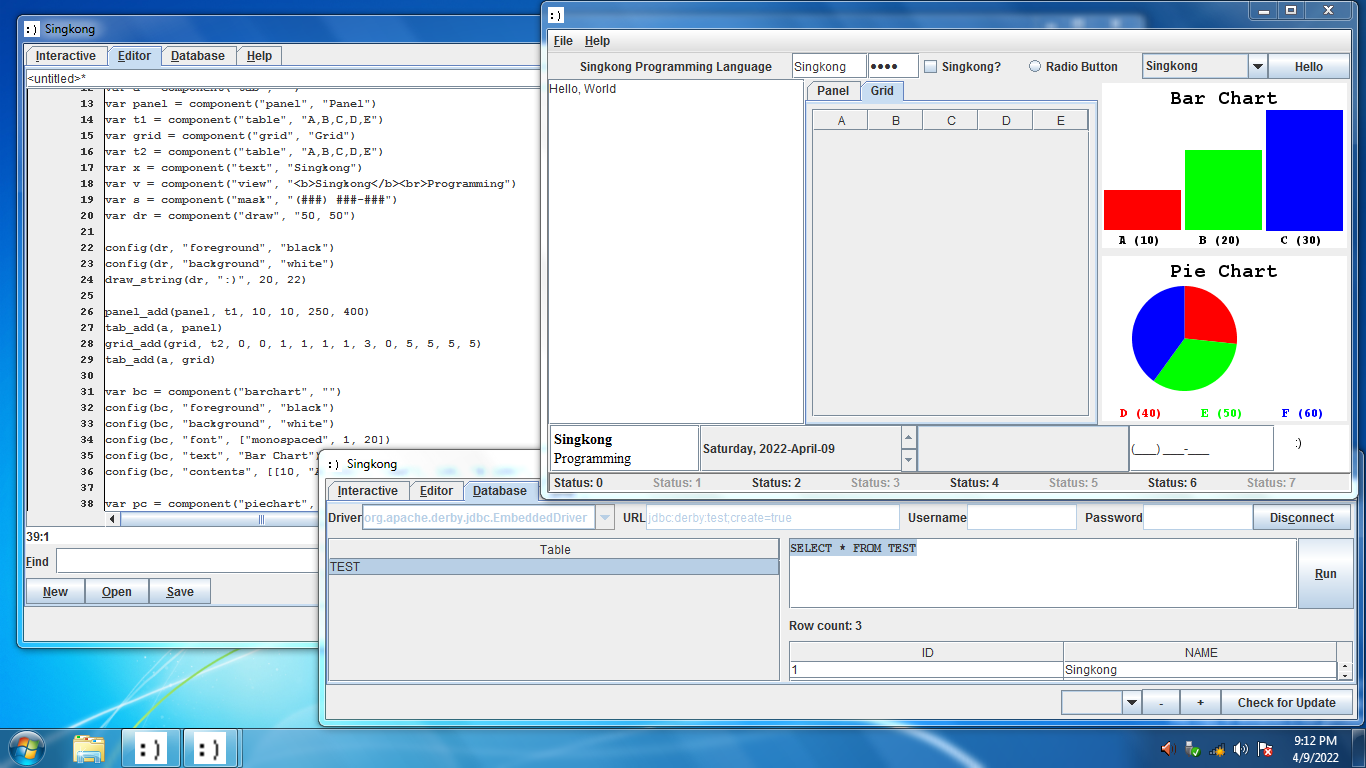 :) Singkong
Interactive Editor Database Help
<untitled>*
13 var panel = component("panel", "Panel")
14 var t1 = component("table", "A,B,C,D,E")
15 var grid = component("grid", "Grid")
16 var t2 = component("table", "A,B,C,D,E")
17 var x = component("text", "Singkong")
18 var v = component("view", "<b>Singkong</b><br>Programming")
19 var s = component("mask", "(###) ###-###")
20 var dr = component("draw", "50, 50")
21
22 config(dr, "foreground", "black")
23 config(dr, "background", "white")
24 draw_string(dr, ":)", 20, 22)
25
26 panel_add(panel, t1, 10, 10, 250, 400)
27 tab_add(a, panel)
28 grid_add(grid, t2, 0, 0, 1, 1, 1, 1, 3, 0, 5, 5, 5, 5)
29 tab_add(a, grid)
30
31 var bc = component("barchart", "")
32 config(bc, "foreground", "black")
33 config(bc, "background", "white")
34 config(bc, "font", ["monospaced", 1, 20])
35 config(bc, "text", "Bar Chart")
36 config(bc, "contents", [[10, "A
37
38 var pc = component("piechart",
39:1
Find
New Open Save
:)
File Help
Singkong Programming Language Singkong •••• Singkong? Radio Button Singkong Hello
Hello, World
Panel Grid
A B C D E
Bar Chart
A (10) B (20) C (30)
Pie Chart
D (40) E (50) F (60)
Singkong
Programming
Saturday, 2022-April-09
(___) ___-___
:)
Status: 0 Status: 1 Status: 2 Status: 3 Status: 4 Status: 5 Status: 6 Status: 7
:) Singkong
Interactive Editor Database
Driver org.apache.derby.jdbc.EmbeddedDriver URL jdbc:derby:test;create=true Username Password Disconnect
Table
TEST
SELECT * FROM TEST
Run
Row count: 3
ID NAME
1 Singkong
- + Check for Update
:) :)
9:12 PM
4/9/2022